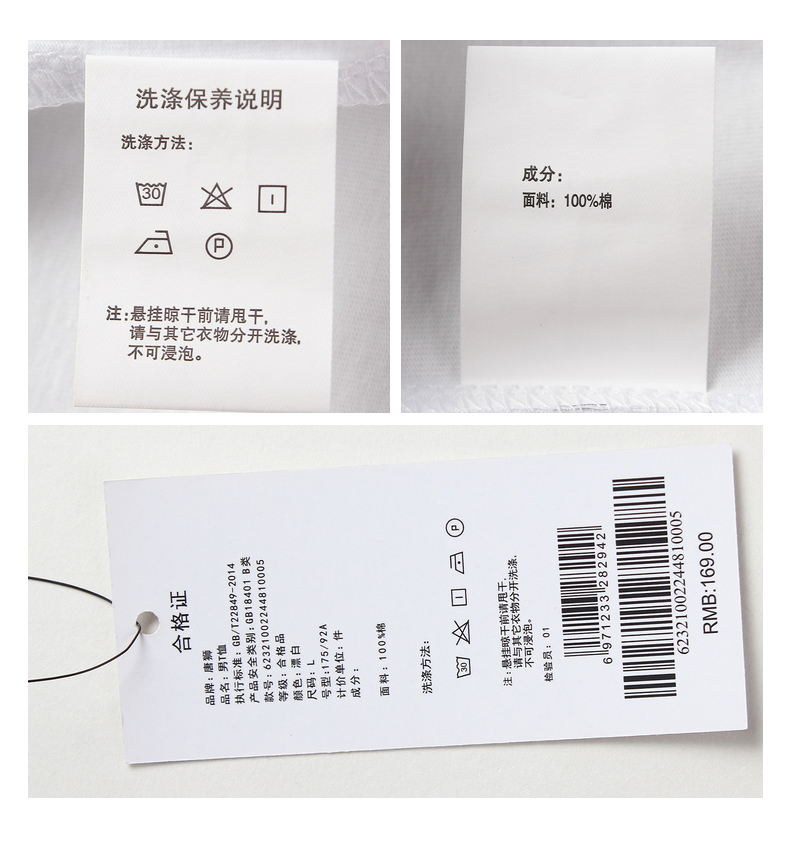 洗涤保养说明
洗涤方法：
30
P
注：悬挂晾干前请甩干，
请与其它衣物分开洗涤，
不可浸泡。
成分：
面料：100%棉
合格证
品牌：唐狮
品名：男T恤
执行标准：GB/T22849-2014
产品安全类别：GB18401 B类
款号：62321002244810005
等级：合格品
颜色：漂白
尺码：L
号型：175/92A
计价单位：件
成分：
面料：100%棉
洗涤方法：
30
P
注：悬挂晾干前请甩干，
请与其它衣物分开洗涤，
不可浸泡。
检验员：01
6 971233 282942
62321002244810005
RMB:169.00